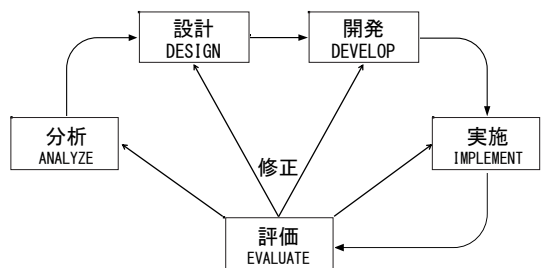 設計
DESIGN
開発
DEVELOP
分析
ANALYZE
実施
IMPLEMENT
修正
評価
EVALUATE